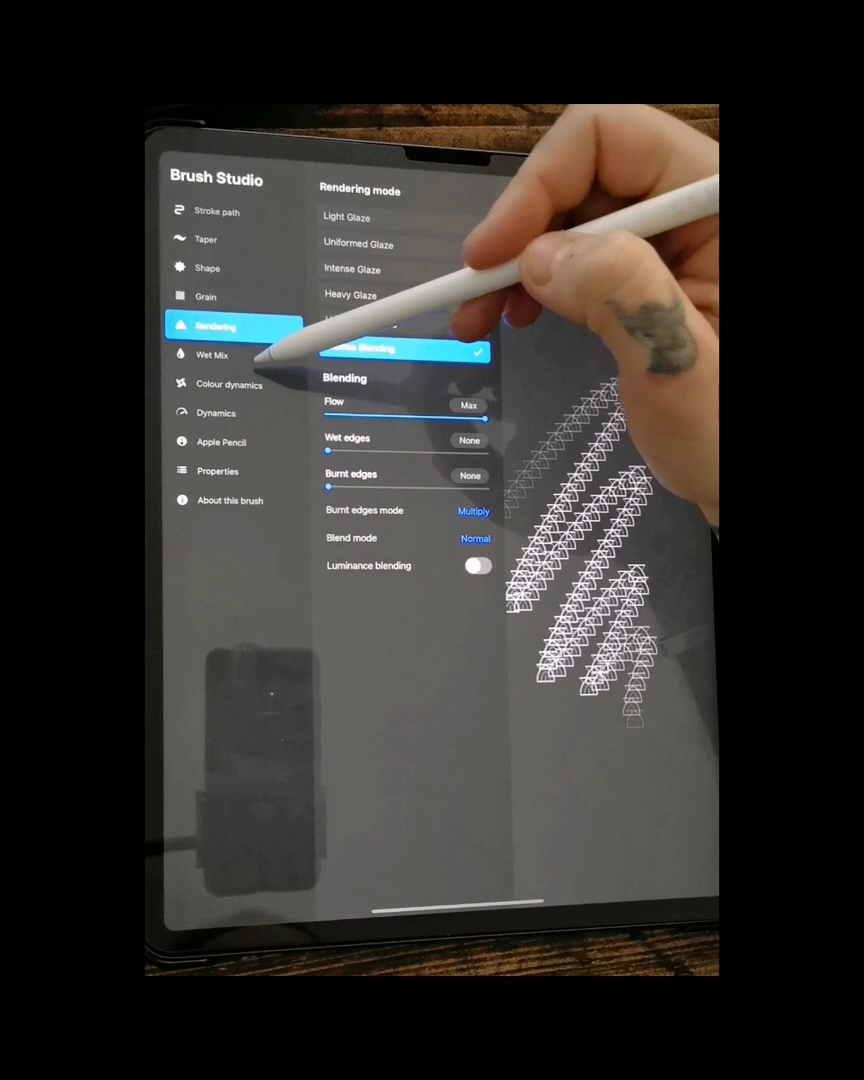 Brush Studio
Stroke path
Taper
Shape
Grain
Rendering
Wet Mix
Colour dynamics
Dynamics
Apple Pencil
Properties
About this brush
Rendering mode
Light Glaze
Uniformed Glaze
Intense Glaze
Heavy Glaze
Blending
Blending
Flow Max
Wet edges None
Burnt edges None
Burnt edges mode Multiply
Blend mode Normal
Luminance blending